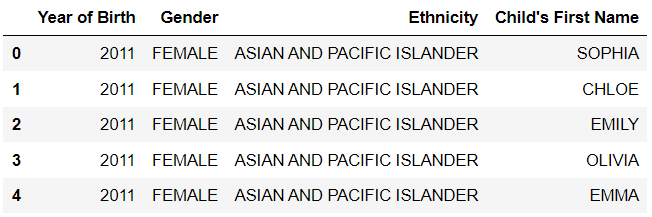 Year of Birth Gender Ethnicity Child's First Name
0 2011 FEMALE ASIAN AND PACIFIC ISLANDER SOPHIA
1 2011 FEMALE ASIAN AND PACIFIC ISLANDER CHLOE
2 2011 FEMALE ASIAN AND PACIFIC ISLANDER EMILY
3 2011 FEMALE ASIAN AND PACIFIC ISLANDER OLIVIA
4 2011 FEMALE ASIAN AND PACIFIC ISLANDER EMMA